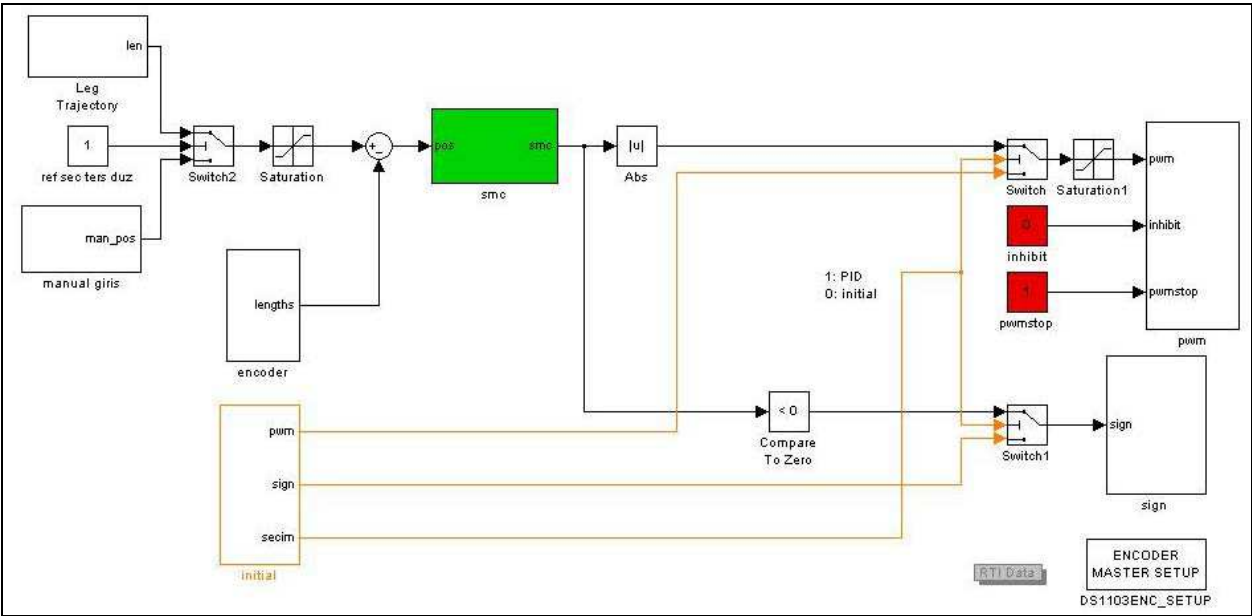 len
Leg
Trajectory
1
ref sec ters duz
Switch2
Saturation
man_pos
manual giris
+
−
pos
smc
smc
lengths
encoder
|u|
Abs
Switch
Saturation1
pwm
0
inhibit
inhibit
1
pwmstop
pwmstop
pwm
1: PID
0: initial
< 0
Compare
To Zero
Switch1
sign
sign
pwm
sign
secim
initial
RTI Data
ENCODER
MASTER SETUP
DS1103ENC_SETUP